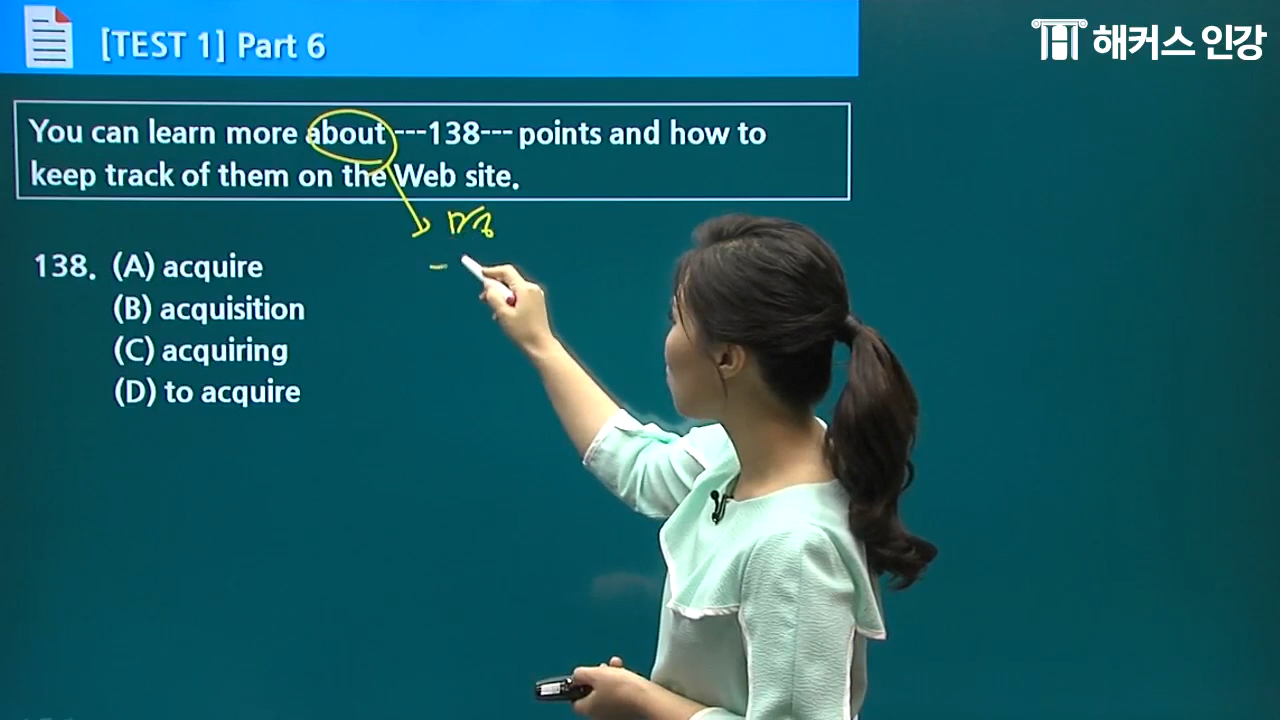 [TEST 1] Part 6
해커스 인강
You can learn more about ---138--- points and how to
keep track of them on the Web site.
138. (A) acquire
(B) acquisition
(C) acquiring
(D) to acquire